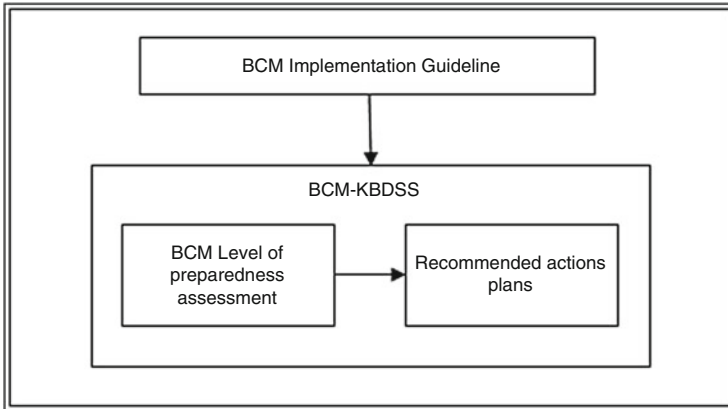 BCM Implementation Guideline
BCM-KBDSS
BCM Level of
preparedness
assessment
Recommended actions
plans